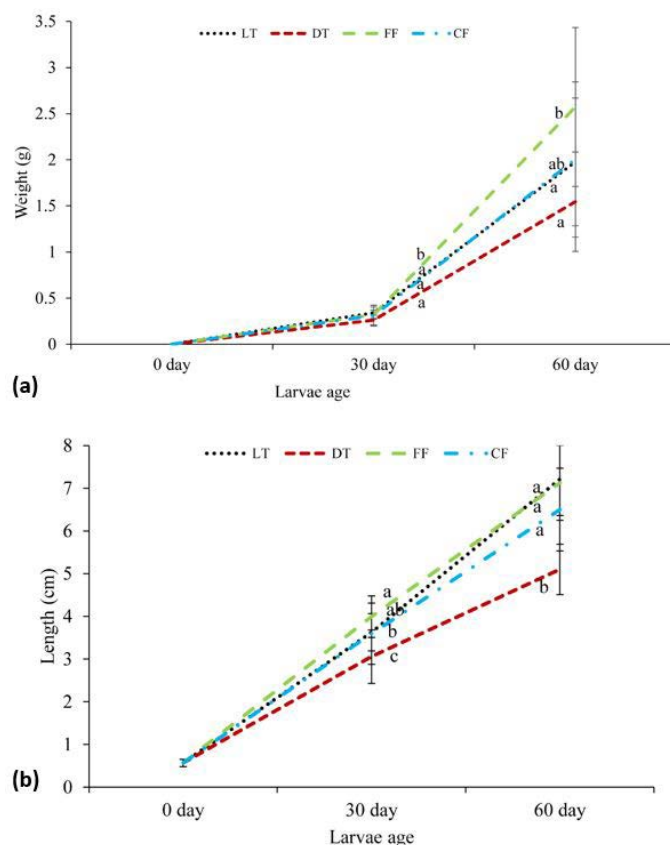 LT DT FF CF
3.5
3
2.5
2
1.5
1
0.5
0
Weight (g)
b
ab
a
a
b
a
a
a
0 day 30 day 60 day
Larvae age
(a)
LT DT FF CF
8
7
6
5
4
3
2
1
0
Length (cm)
a
a
a
b
a
ab
b
c
0 day 30 day 60 day
Larvae age
(b)